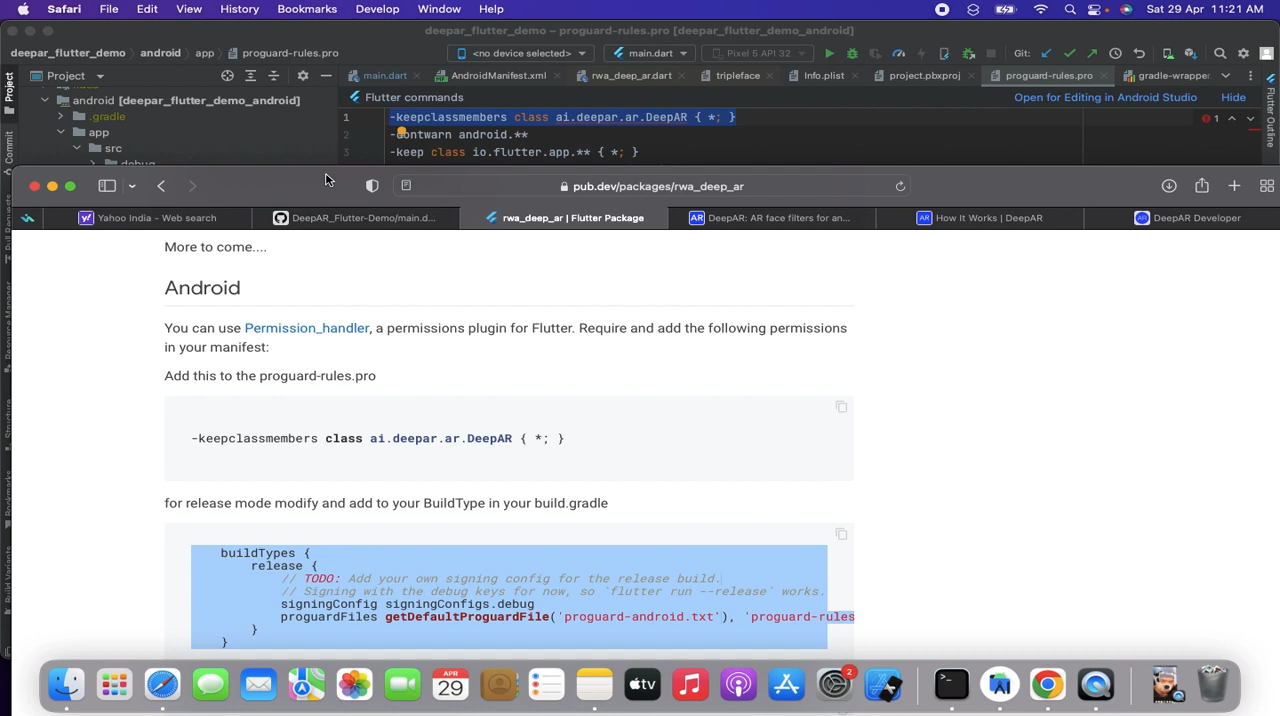 Safari File Edit View History Bookmarks Develop Window Help Sat 29 Apr 11:21 AM
deepar_flutter_demo – proguard-rules.pro [deepar_flutter_demo_android]
deepar_flutter_demo android app proguard-rules.pro <no device selected> main.dart Pixel 5 API 32 Git:
Project main.dart AndroidManifest.xml rwa_deep_ar.dart tripleface Info.plist project.pbxproj proguard-rules.pro gradle-wrapper
android [deepar_flutter_demo_android] Flutter commands Open for Editing in Android Studio Hide
.gradle 1 -keepclassmembers class ai.deepar.ar.DeepAR { *; } 1
app 2 -dontwarn android.**
src 3 -keep class io.flutter.app.** { *; }
debug
Project
Commit
Flutter Outline
pub.dev/packages/rwa_deep_ar
Yahoo India - Web search DeepAR_Flutter-Demo/main.d... rwa_deep_ar | Flutter Package DeepAR: AR face filters for an... How It Works | DeepAR DeepAR Developer
More to come....
Android
You can use Permission_handler, a permissions plugin for Flutter. Require and add the following permissions
in your manifest:
Add this to the proguard-rules.pro
-keepclassmembers class ai.deepar.ar.DeepAR { *; }
for release mode modify and add to your BuildType in your build.gradle
buildTypes {
release {
// TODO: Add your own signing config for the release build.
// Signing with the debug keys for now, so `flutter run --release` works.
signingConfig signingConfigs.debug
proguardFiles getDefaultProguardFile('proguard-android.txt'), 'proguard-rules
}
}
APR
29
tv
2